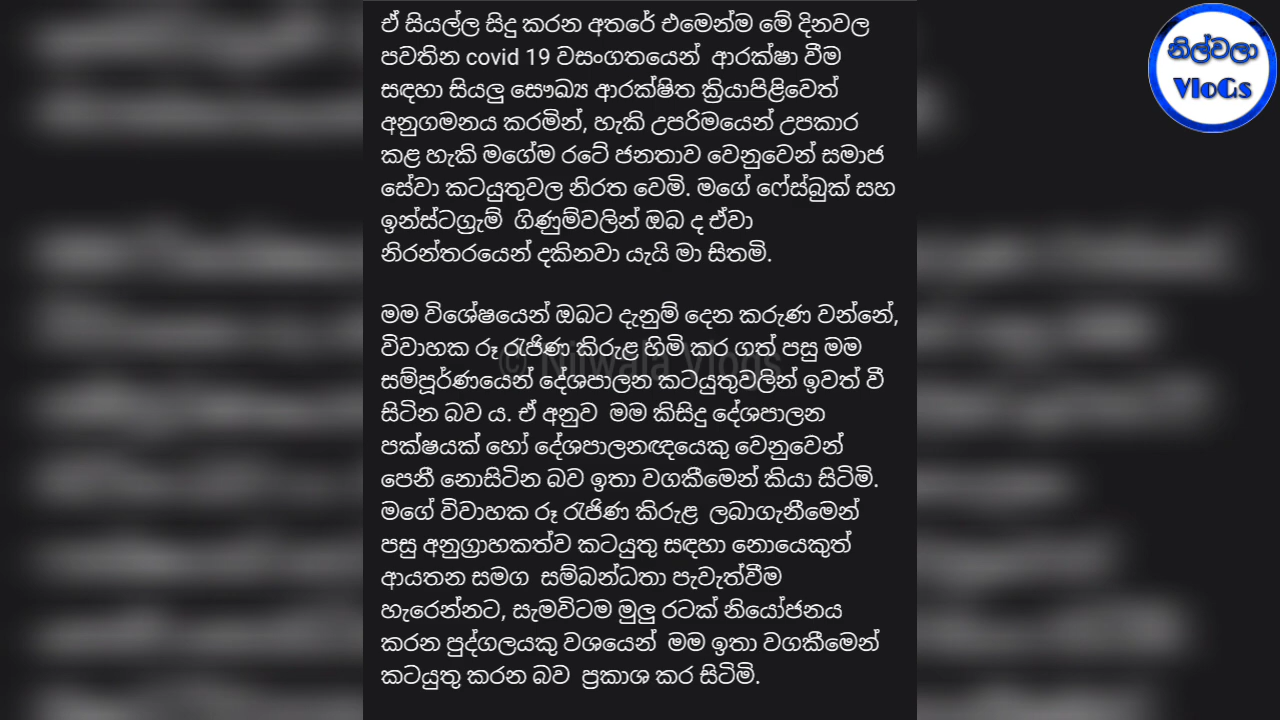 ඒ සියල්ල සිදු කරන අතරේ එමෙන්ම මේ දිනවල
පවතින covid 19 වසංගතයෙන් ආරක්ෂා වීම
සඳහා සියලු සෞඛ්‍ය ආරක්ෂිත ක්‍රියාපිළිවෙත්
අනුගමනය කරමින්, හැකි උපරිමයෙන් උපකාර
කළ හැකි මගේම රටේ ජනතාව වෙනුවෙන් සමාජ
සේවා කටයුතුවල නිරත වෙමි. මගේ ෆේස්බුක් සහ
ඉන්ස්ටග්‍රෑම් ගිණුම්වලින් ඔබ ද ඒවා
නිරන්තරයෙන් දකිනවා යැයි මා සිතමි.
මම විශේෂයෙන් ඔබට දැනුම් දෙන කරුණ වන්නේ,
විවාහක රූ රැජිණ කිරුළ හිමි කර ගත් පසු මම
සම්පූර්ණයෙන් දේශපාලන කටයුතුවලින් ඉවත් වී
සිටින බව ය. ඒ අනුව මම කිසිදු දේශපාලන
පක්ෂයක් හෝ දේශපාලනඥයෙකු වෙනුවෙන්
පෙනී නොසිටින බව ඉතා වගකීමෙන් කියා සිටිමි.
මගේ විවාහක රූ රැජිණ කිරුළ ලබාගැනීමෙන්
පසු අනුග්‍රාහකත්ව කටයුතු සඳහා නොයෙකුත්
ආයතන සමග සම්බන්ධතා පැවැත්වීම
හැරෙන්නට, සැමවිටම මුලු රටක් නියෝජනය
කරන පුද්ගලයකු වශයෙන් මම ඉතා වගකීමෙන්
කටයුතු කරන බව ප්‍රකාශ කර සිටිමි.
© Nilwala Vlogs
නිල්වලා
VloGs